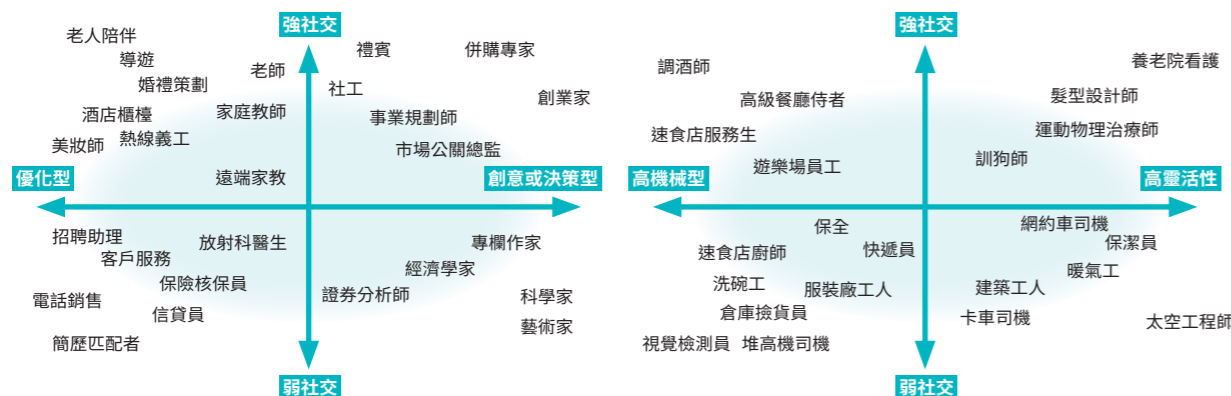 強社交
老人陪伴
導遊
婚禮策劃
酒店櫃檯
美妝師
熱線義工
老師
家庭教師
遠端家教
禮賓
併購專家
社工
創業家
事業規劃師
市場公關總監
優化型
創意或決策型
招聘助理
客戶服務
放射科醫生
保險核保員
電話銷售
信貸員
簡歷匹配者
專欄作家
經濟學家
證券分析師
科學家
藝術家
弱社交
強社交
調酒師
高級餐廳侍者
速食店服務生
遊樂場員工
養老院看護
髮型設計師
運動物理治療師
訓狗師
高機械型
高靈活性
保全
快遞員
速食店廚師
洗碗工
服裝廠工人
倉庫撿貨員
視覺檢測員
堆高機司機
網約車司機
保潔員
暖氣工
建築工人
卡車司機
太空工程師
弱社交